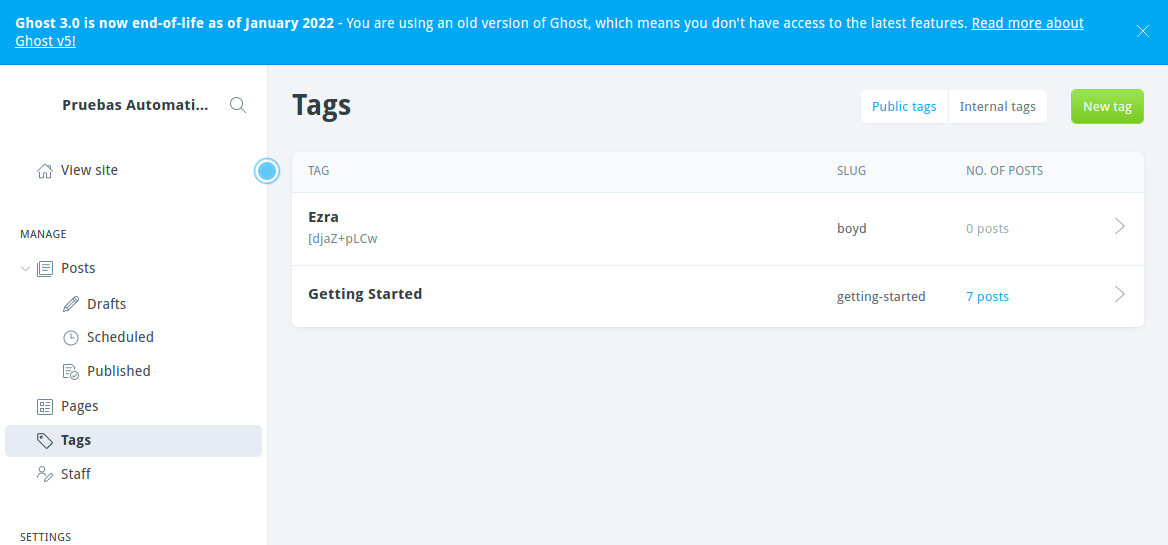 Ghost 3.0 is now end-of-life as of January 2022 - You are using an old version of Ghost, which means you don't have access to the latest features. Read more about
Ghost v5!
Pruebas Automati...
View site
MANAGE
Posts
Drafts
Scheduled
Published
Pages
Tags
Staff
SETTINGS
Tags
Public tags Internal tags New tag
TAG SLUG NO. OF POSTS
Ezra
[djaZ+pLCw boyd 0 posts
Getting Started getting-started 7 posts